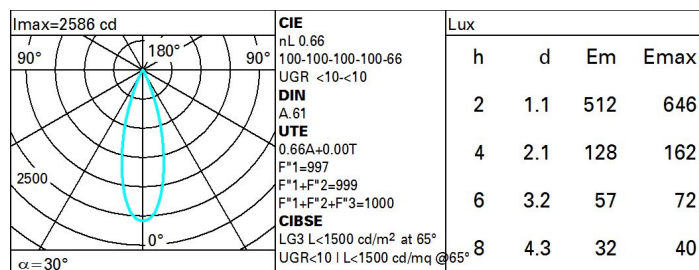 Imax=2586 cd
90° 180° 90°
2500
0°
α=30°
CIE
nL 0.66
100-100-100-100-66
UGR <10-<10
DIN
A.61
UTE
0.66A+0.00T
F"1=997
F"1+F"2=999
F"1+F"2+F"3=1000
CIBSE
LG3 L<1500 cd/m² at 65°
UGR<10 | L<1500 cd/mq @65°
Lux
h d Em Emax
2 1.1 512 646
4 2.1 128 162
6 3.2 57 72
8 4.3 32 40